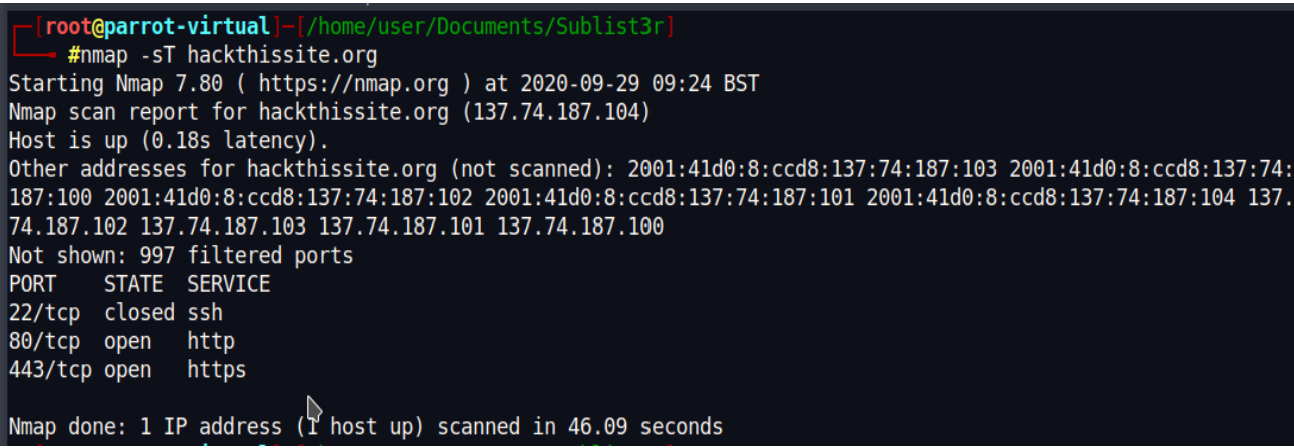 [root@parrot-virtual]-[/home/user/Documents/Sublist3r]
#nmap -sT hackthissite.org
Starting Nmap 7.80 ( https://nmap.org ) at 2020-09-29 09:24 BST
Nmap scan report for hackthissite.org (137.74.187.104)
Host is up (0.18s latency).
Other addresses for hackthissite.org (not scanned): 2001:41d0:8:ccd8:137:74:187:103 2001:41d0:8:ccd8:137:74:
187:100 2001:41d0:8:ccd8:137:74:187:102 2001:41d0:8:ccd8:137:74:187:101 2001:41d0:8:ccd8:137:74:187:104 137.
74.187.102 137.74.187.103 137.74.187.101 137.74.187.100
Not shown: 997 filtered ports
PORT    STATE  SERVICE
22/tcp  closed ssh
80/tcp  open   http
443/tcp open   https
Nmap done: 1 IP address (1 host up) scanned in 46.09 seconds